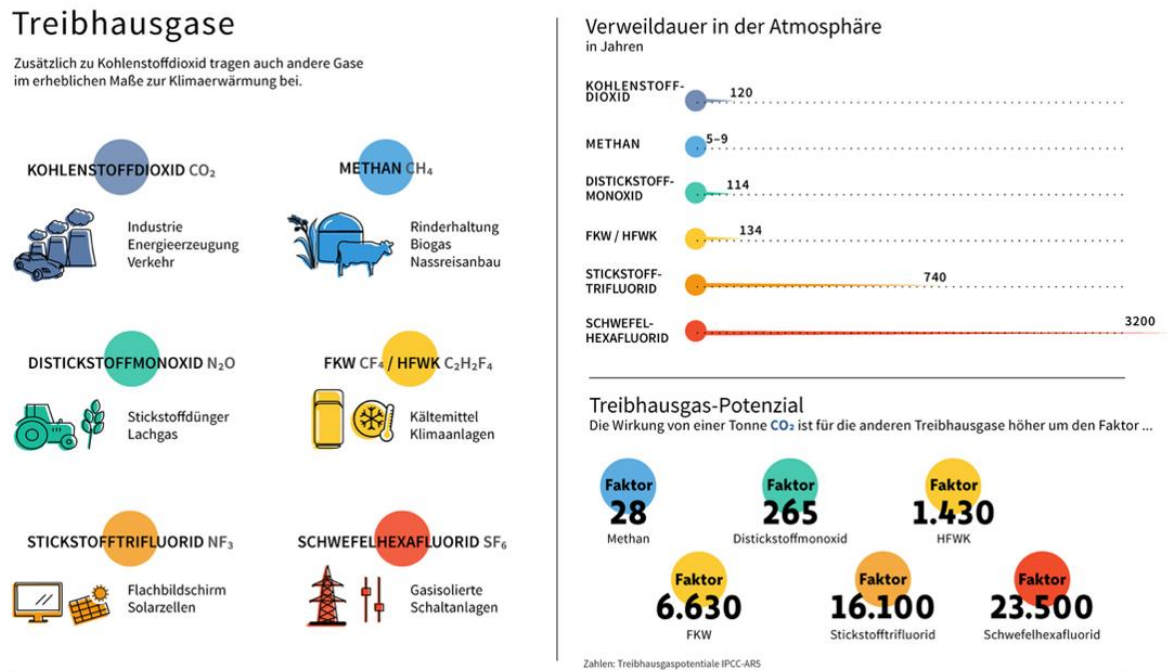 Treibhausgase
Zusätzlich zu Kohlenstoffdioxid tragen auch andere Gase
im erheblichen Maße zur Klimaerwärmung bei.
KOHLENSTOFFDIOXID CO₂
Industrie
Energieerzeugung
Verkehr
METHAN CH₄
Rinderhaltung
Biogas
Nassreisanbau
DISTICKSTOFFMONOXID N₂O
Stickstoffdünger
Lachgas
FKW CF₄ / HFWK C₂H₂F₄
Kältemittel
Klimaanlagen
STICKSTOFFTRIFLUORID NF₃
Flachbildschirm
Solarzellen
SCHWEFELHEXAFLUORID SF₆
Gasisolierte
Schaltanlagen
Verweildauer in der Atmosphäre
in Jahren
KOHLENSTOFF-
DIOXID
120
METHAN
5–9
DISTICKSTOFF-
MONOXID
114
FKW / HFWK
134
STICKSTOFF-
TRIFLUORID
740
SCHWEFEL-
HEXAFLUORID
3200
Treibhausgas-Potenzial
Die Wirkung von einer Tonne CO₂ ist für die anderen Treibhausgase höher um den Faktor ...
Faktor
28
Methan
Faktor
265
Distickstoffmonoxid
Faktor
1.430
HFWK
Faktor
6.630
FKW
Faktor
16.100
Stickstofftrifluorid
Faktor
23.500
Schwefelhexafluorid
Zahlen: Treibhausgaspotentiale IPCC-AR5